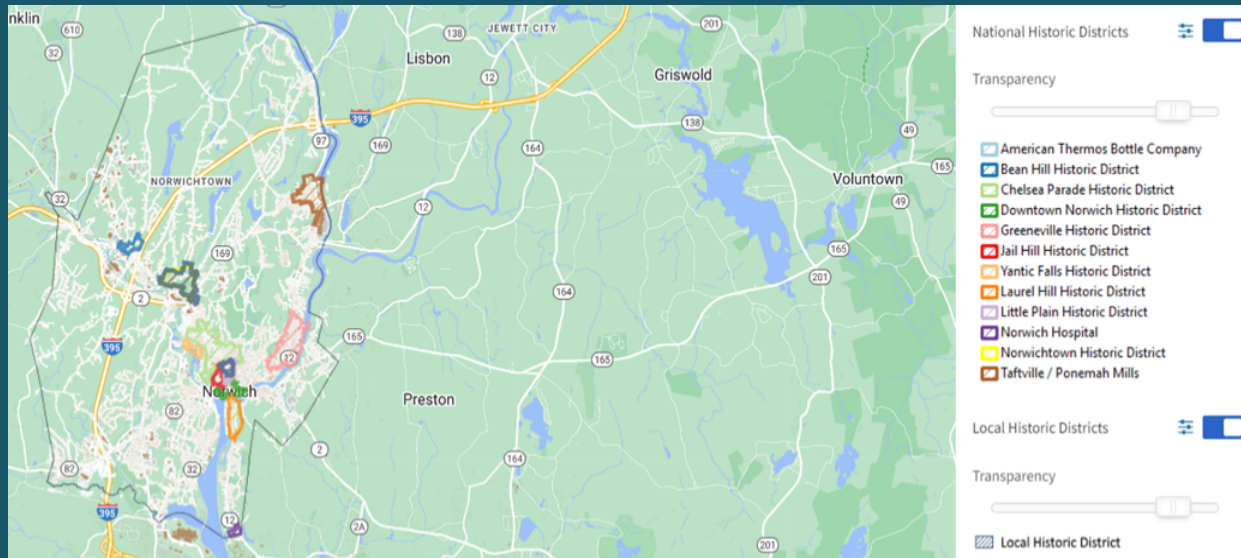 nklin
610
32
138
JEWETT CITY
201
Lisbon
12
Griswold
395
138
49
97
169
164
165
NORWICHTOWN
Voluntown
32
12
49
169
165
2
201
164
395
165
12
165
Norwich
82
Preston
82
32
2
164
395
12
2A
201
National Historic Districts
Transparency
American Thermos Bottle Company
Bean Hill Historic District
Chelsea Parade Historic District
Downtown Norwich Historic District
Greeneville Historic District
Jail Hill Historic District
Yantic Falls Historic District
Laurel Hill Historic District
Little Plain Historic District
Norwich Hospital
Norwichtown Historic District
Taftville / Ponemah Mills
Local Historic Districts
Transparency
Local Historic District